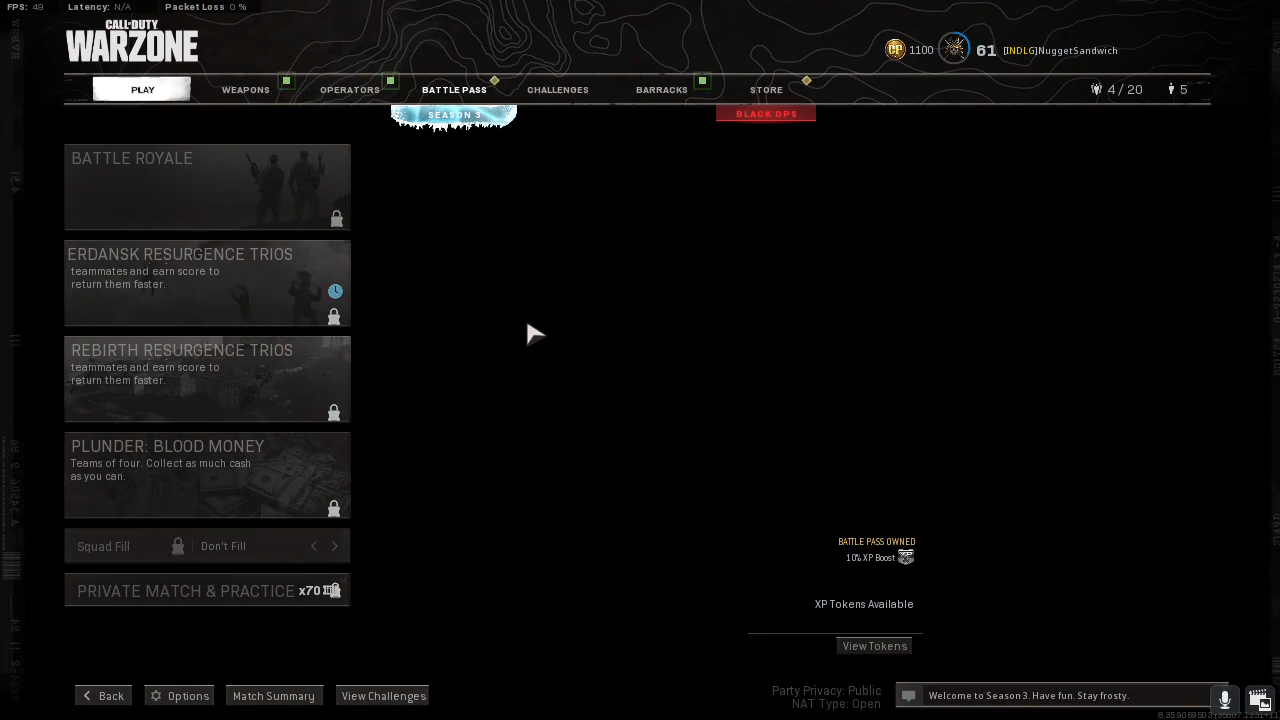 FPS: 49 Latency: N/A Packet Loss 0 %
CALL·DUTY
WARZONE
CP 1100 61 [INDLG]NuggetSandwich
PLAY WEAPONS OPERATORS BATTLE PASS CHALLENGES BARRACKS STORE 4 / 20 5
SEASON 3 BLACK OPS
BATTLE ROYALE
ERDANSK RESURGENCE TRIOS
teammates and earn score to
return them faster.
REBIRTH RESURGENCE TRIOS
teammates and earn score to
return them faster.
PLUNDER: BLOOD MONEY
Teams of four. Collect as much cash
as you can.
Squad Fill Don't Fill
PRIVATE MATCH & PRACTICE x70
BATTLE PASS OWNED
10% XP Boost
XP Tokens Available
View Tokens
Back Options Match Summary View Challenges
Party Privacy: Public
NAT Type: Open
Welcome to Season 3. Have fun. Stay frosty.